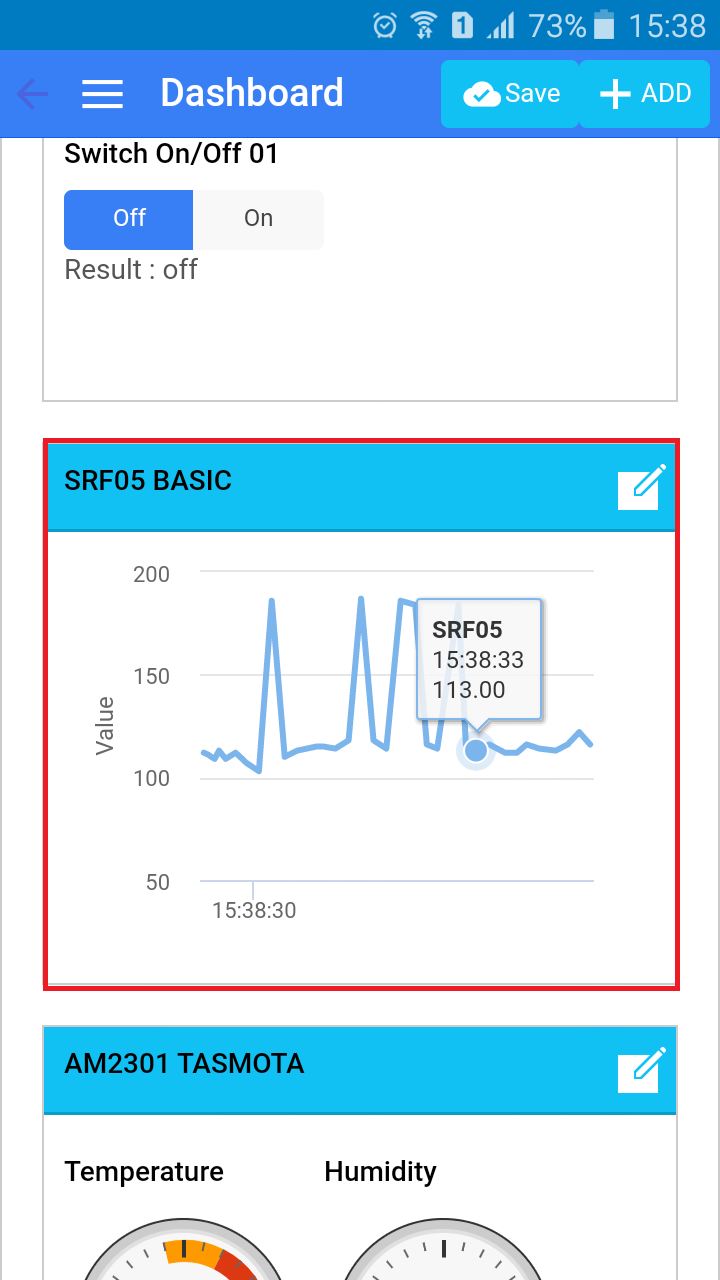 1 73% 15:38
Dashboard Save ADD
Switch On/Off 01
Off On
Result : off
SRF05 BASIC
200
150
100
50
Value
SRF05
15:38:33
113.00
15:38:30
AM2301 TASMOTA
Temperature Humidity